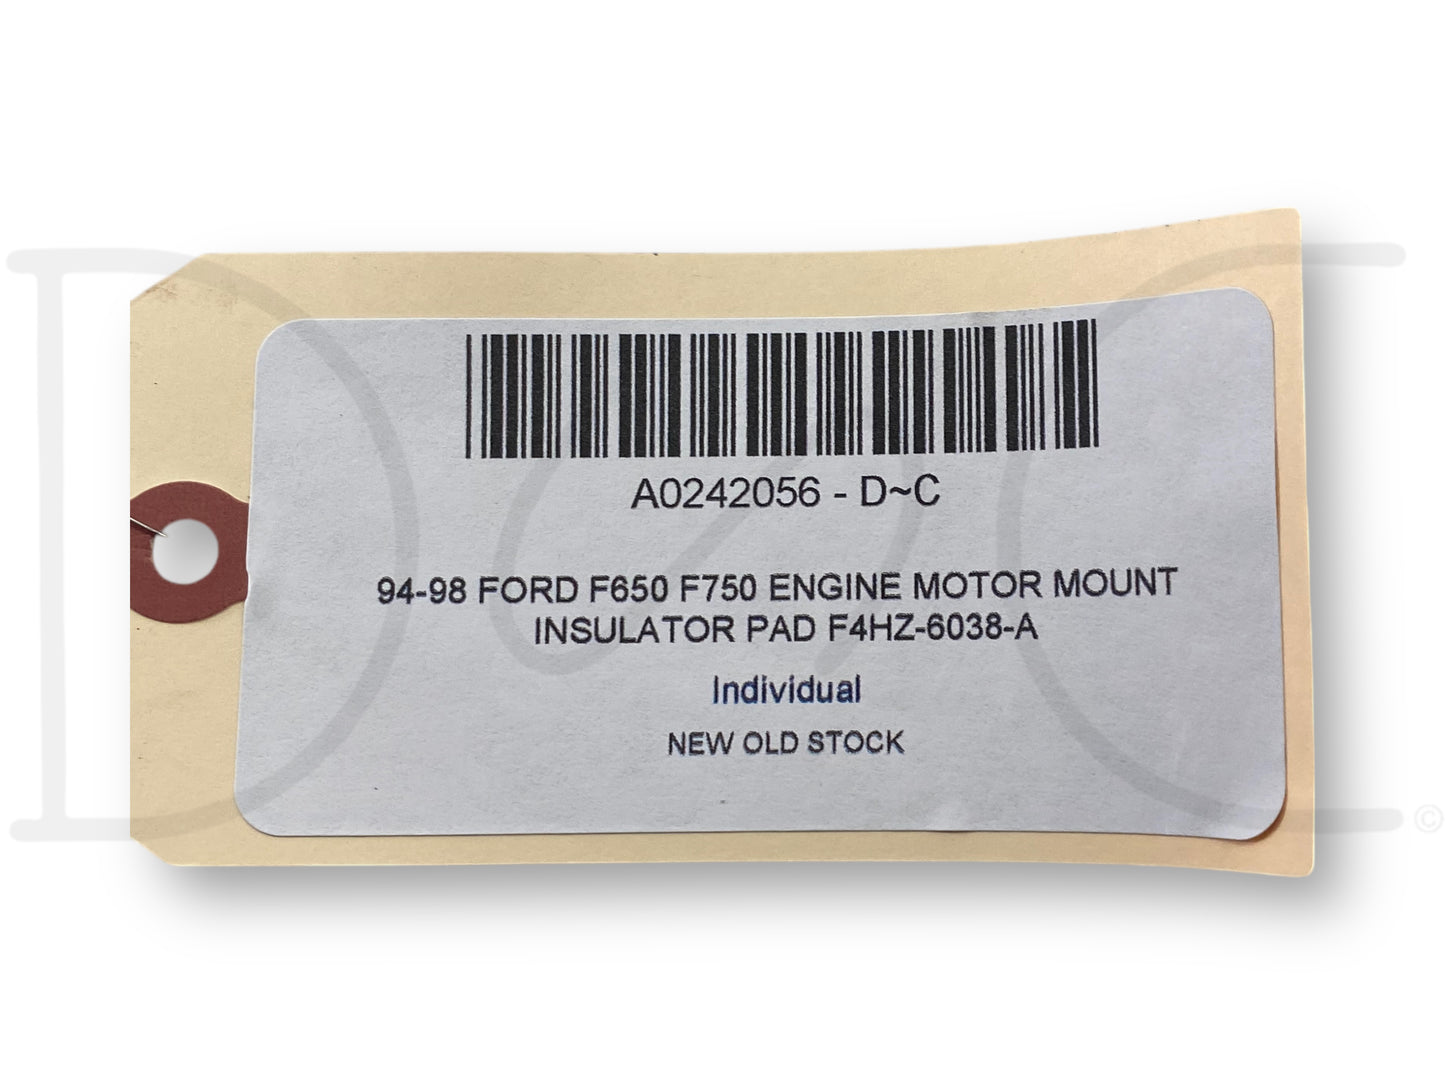 A0242056 - D~C
94-98 FORD F650 F750 ENGINE MOTOR MOUNT
INSULATOR PAD F4HZ-6038-A
Individual
NEW OLD STOCK
D C
©